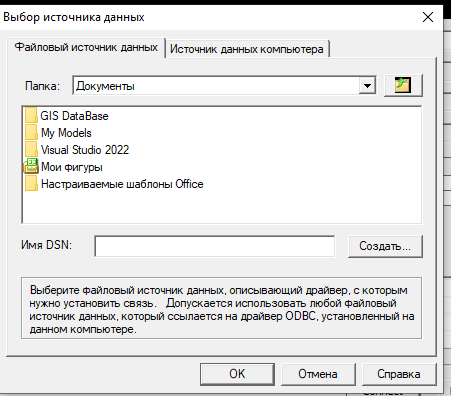 Выбор источника данных
Файловый источник данных
Источник данных компьютера
Папка:
Документы
GIS DataBase
My Models
Visual Studio 2022
Мои фигуры
Настраиваемые шаблоны Office
Имя DSN:
Создать...
Выберите файловый источник данных, описывающий драйвер, с которым
нужно установить связь. Допускается использовать любой файловый
источник данных, который ссылается на драйвер ODBC, установленный на
данном компьютере.
OK
Отмена
Справка